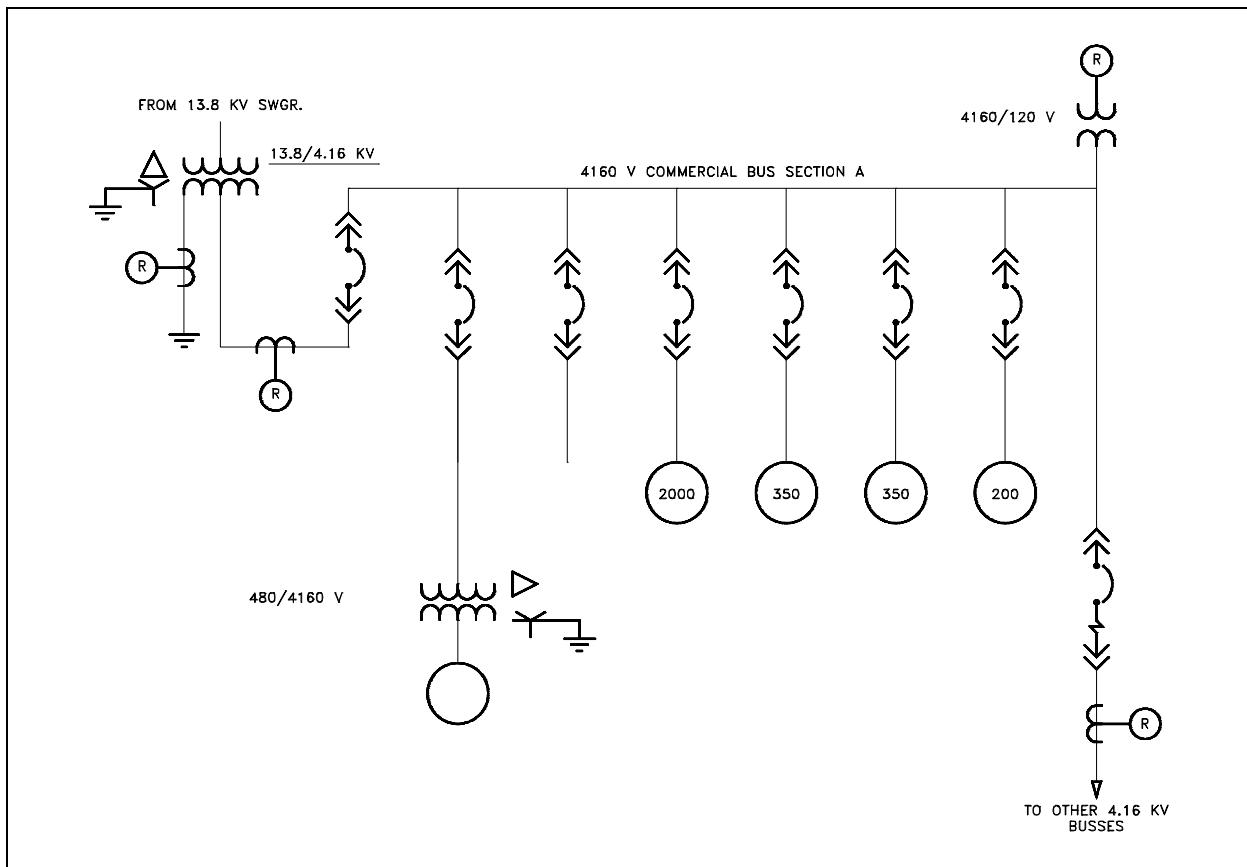 FROM 13.8 KV SWGR.
13.8/4.16 KV
R
4160/120 V
4160 V COMMERCIAL BUS SECTION A
R
R
2000
350
350
200
480/4160 V
R
TO OTHER 4.16 KV
BUSSES